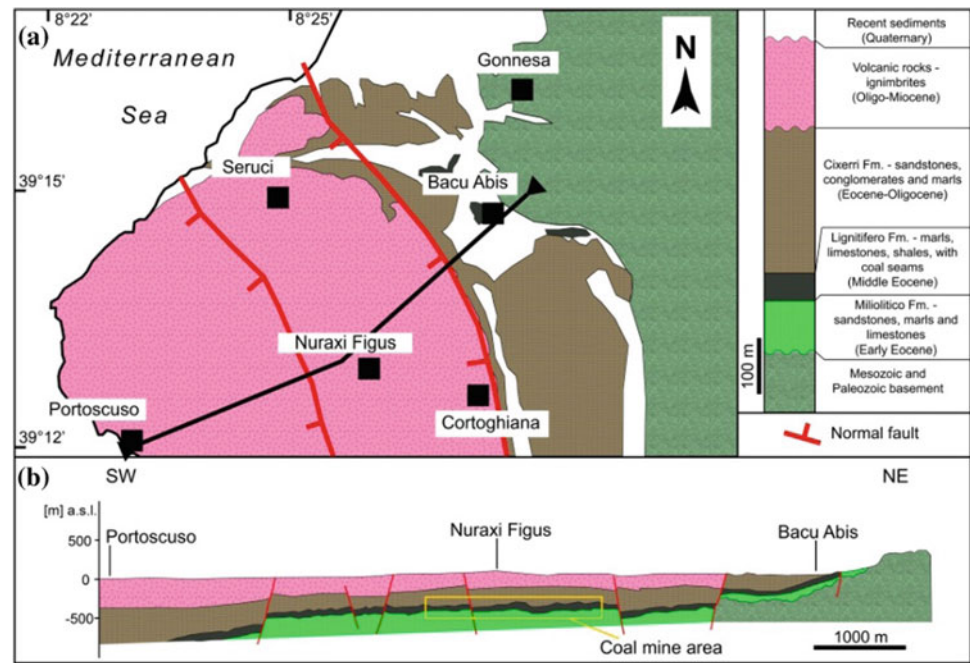 8°22' 8°25'
(a)
Mediterranean
Sea
Gonnesa
N
39°15'
Seruci
Bacu Abis
Nuraxi Figus
Portoscuso
Cortoghiana
39°12'
Recent sediments
(Quaternary)
Volcanic rocks -
ignimbrites
(Oligo-Miocene)
Cixerri Fm. - sandstones,
conglomerates and marls
(Eocene-Oligocene)
Lignitifero Fm. - marls,
limestones, shales, with
coal seams
(Middle Eocene)
Miliolitico Fm. -
sandstones, marls and
limestones
(Early Eocene)
Mesozoic and
Paleozoic basement
100 m
Normal fault
(b) SW NE
[m] a.s.l.
Portoscuso
Nuraxi Figus
Bacu Abis
500
0
-500
Coal mine area
1000 m